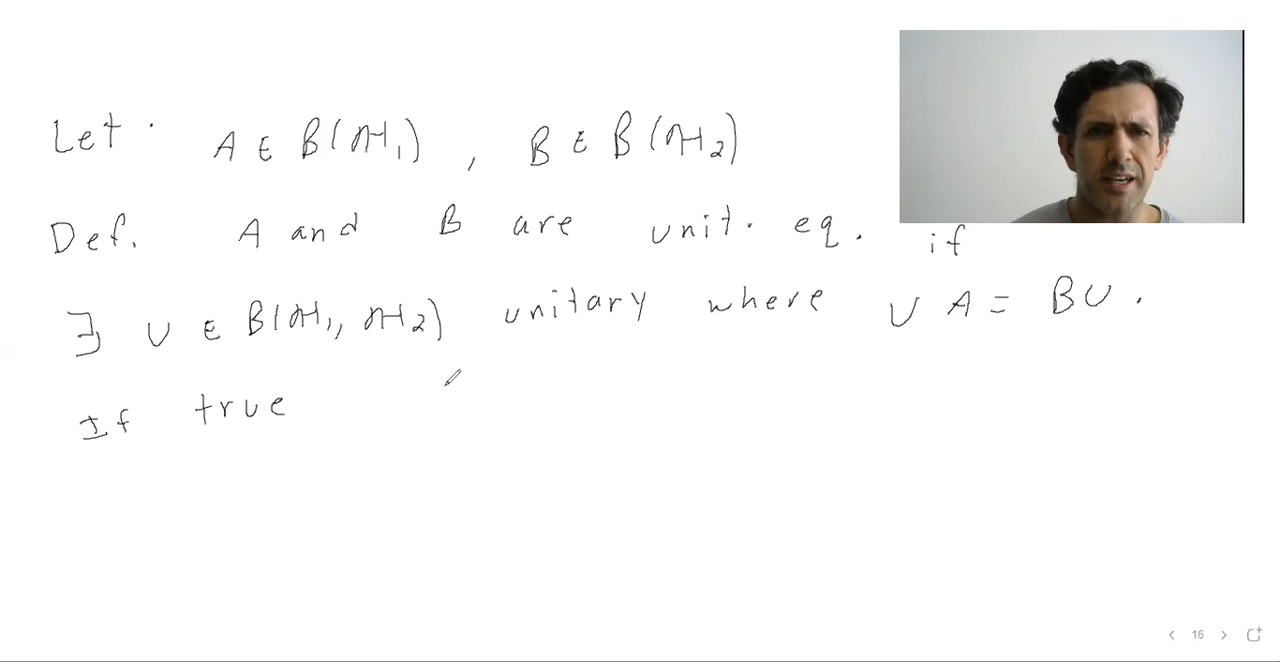 Let: A ∈ B(H₁), B ∈ B(H₂)
Def. A and B are unit. eq. if
∃ U ∈ B(H₁, H₂) unitary where UA = BU.
If true
16